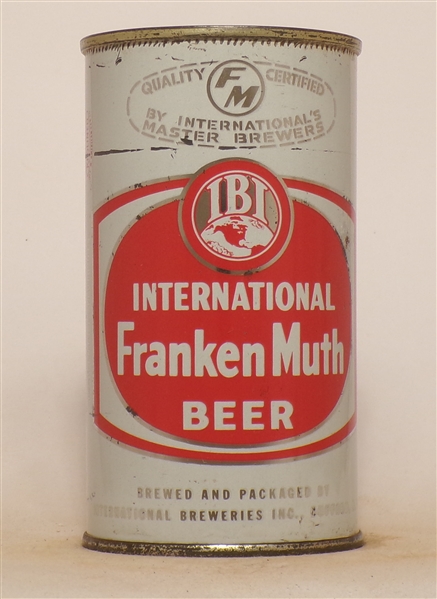 QUALITY FM CERTIFIED
BY INTERNATIONAL'S
MASTER BREWERS
IBI
INTERNATIONAL
Franken Muth
BEER
BREWED AND PACKAGED BY
INTERNATIONAL BREWERIES INC.,